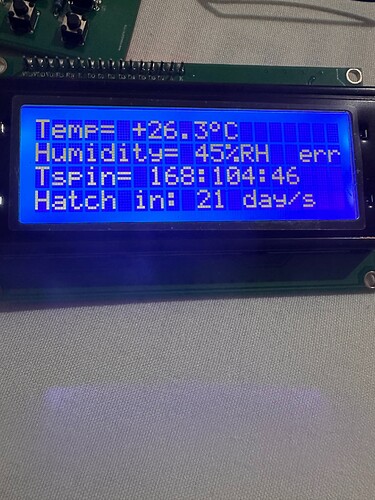 Temp= +26.3°C
Humidity= 45%RH err
Tspin= 168:104:46
Hatch in: 21 day/s